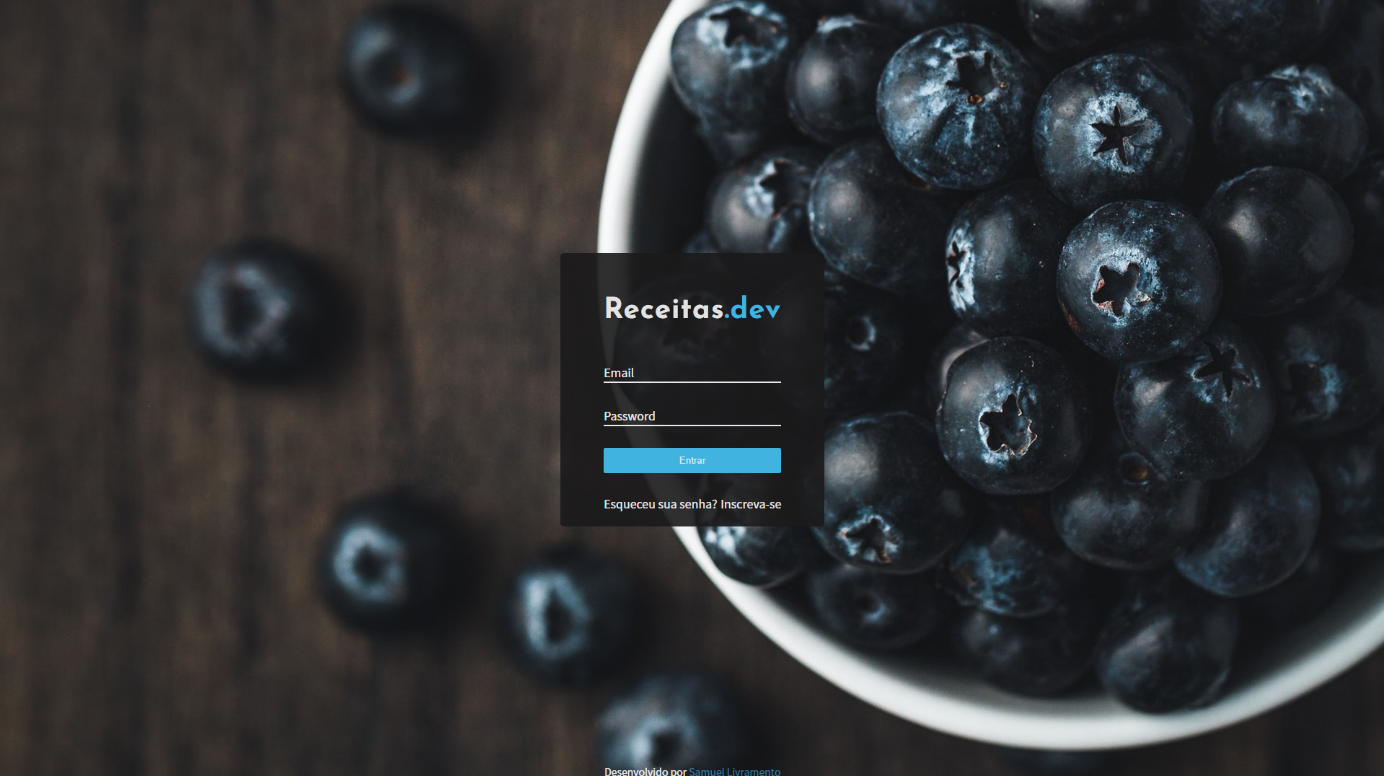 Receitas.dev
Email
Password
Entrar
Esqueceu sua senha? Inscreva-se
Desenvolvido por Samuel Livramento